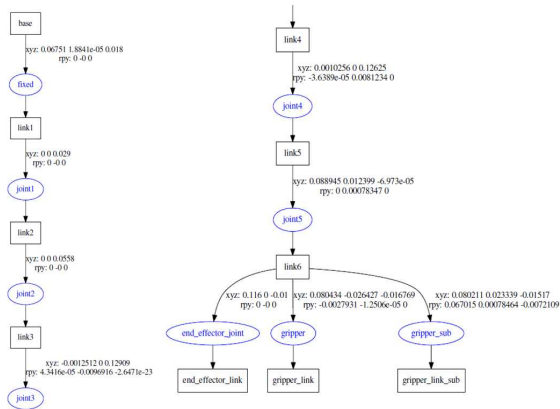 base
xyz: 0.06751 1.8841e-05 0.018
rpy: 0 -0 0
fixed
link1
xyz: 0 0 0.029
rpy: 0 -0 0
joint1
link2
xyz: 0 0 0.0558
rpy: 0 -0 0
joint2
link3
xyz: -0.0012512 0 0.12909
rpy: 4.3416e-05 -0.0096916 -2.6471e-23
joint3
link4
xyz: 0.0010256 0 0.12625
rpy: -3.6389e-05 0.0081234 0
joint4
link5
xyz: 0.088945 0.012399 -6.973e-05
rpy: 0 0.00078347 0
joint5
link6
xyz: 0.116 0 -0.01
rpy: 0 -0 0
xyz: 0.080434 -0.026427 -0.016769
rpy: -0.0027931 -1.2506e-05 0
xyz: 0.080211 0.023339 -0.01517
rpy: 0.067015 0.00078464 -0.0072109
end_effector_joint
gripper
gripper_sub
end_effector_link
gripper_link
gripper_link_sub